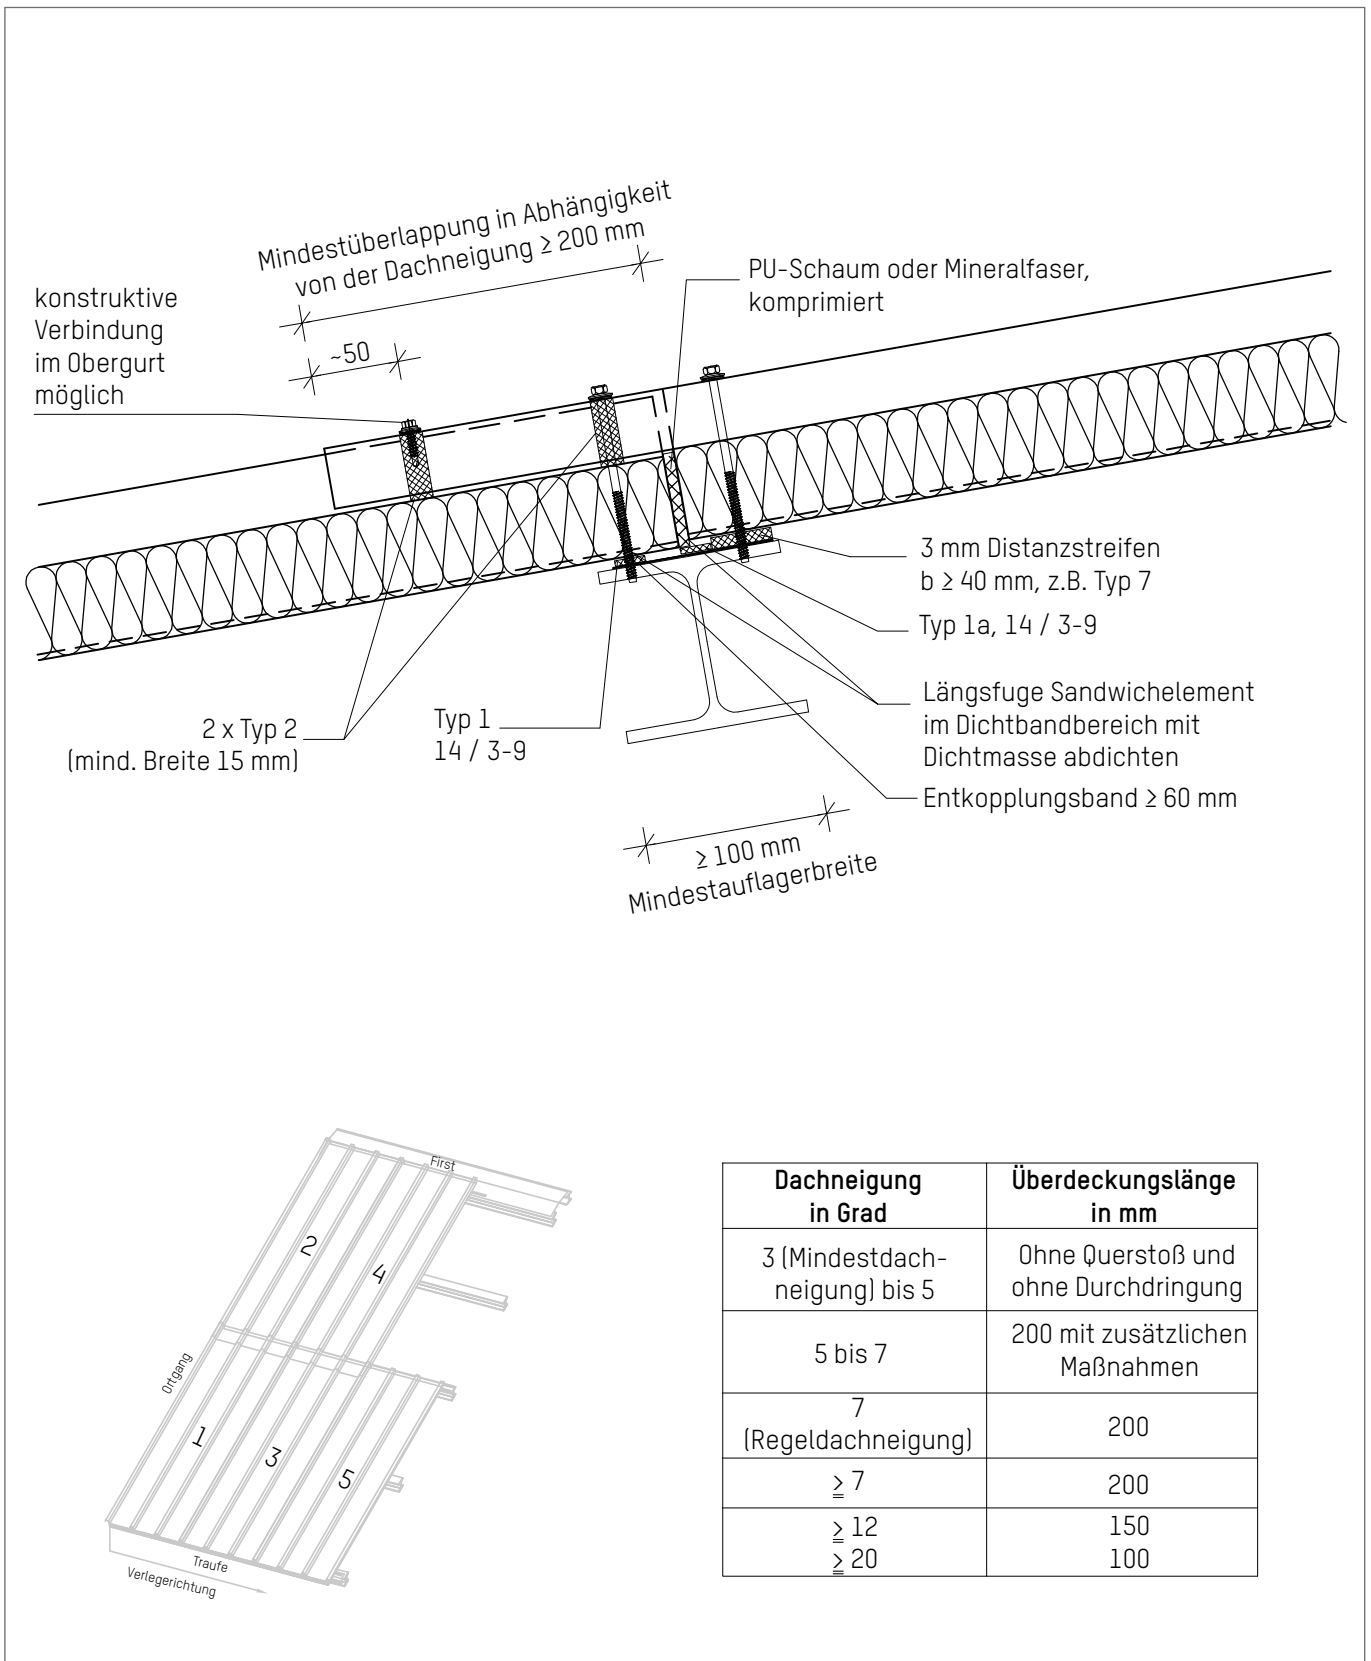 Mindestüberlappung in Abhängigkeit
von der Dachneigung ≥ 200 mm
konstruktive
Verbindung
im Obergurt
möglich
~50
PU-Schaum oder Mineralfaser,
komprimiert
3 mm Distanzstreifen
b ≥ 40 mm, z.B. Typ 7
Typ 1a, 14 / 3-9
Längsfuge Sandwichelement
im Dichtbandbereich mit
Dichtmasse abdichten
Entkopplungsband ≥ 60 mm
2 x Typ 2
(mind. Breite 15 mm)
Typ 1
14 / 3-9
≥ 100 mm
Mindestauflagerbreite
First
2
4
Ortgang
1
3
5
Traufe
Verlegerichtung
Dachneigung
in Grad
Überdeckungslänge
in mm
3 (Mindestdach-
neigung) bis 5
Ohne Querstoß und
ohne Durchdringung
5 bis 7
200 mit zusätzlichen
Maßnahmen
7
(Regeldachneigung)
200
≧ 7
200
≧ 12
150
≧ 20
100